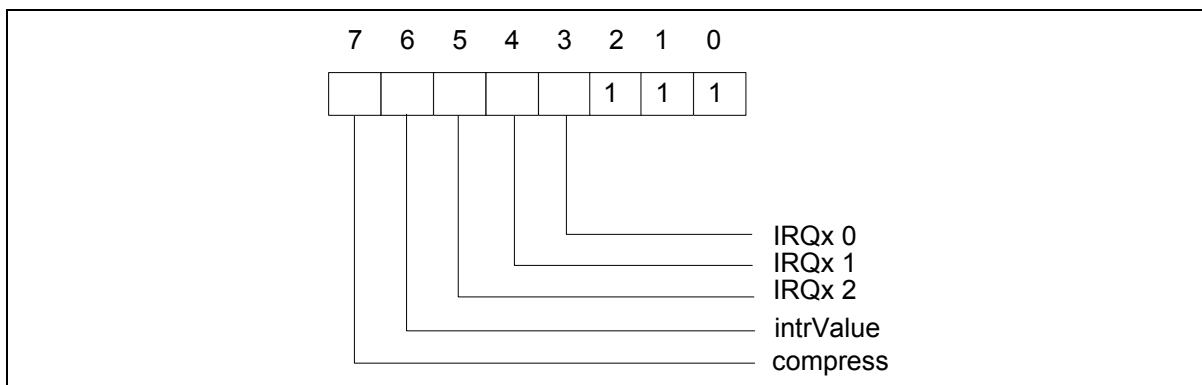 7 6 5 4 3 2 1 0
1 1 1
IRQx 0
IRQx 1
IRQx 2
intrValue
compress